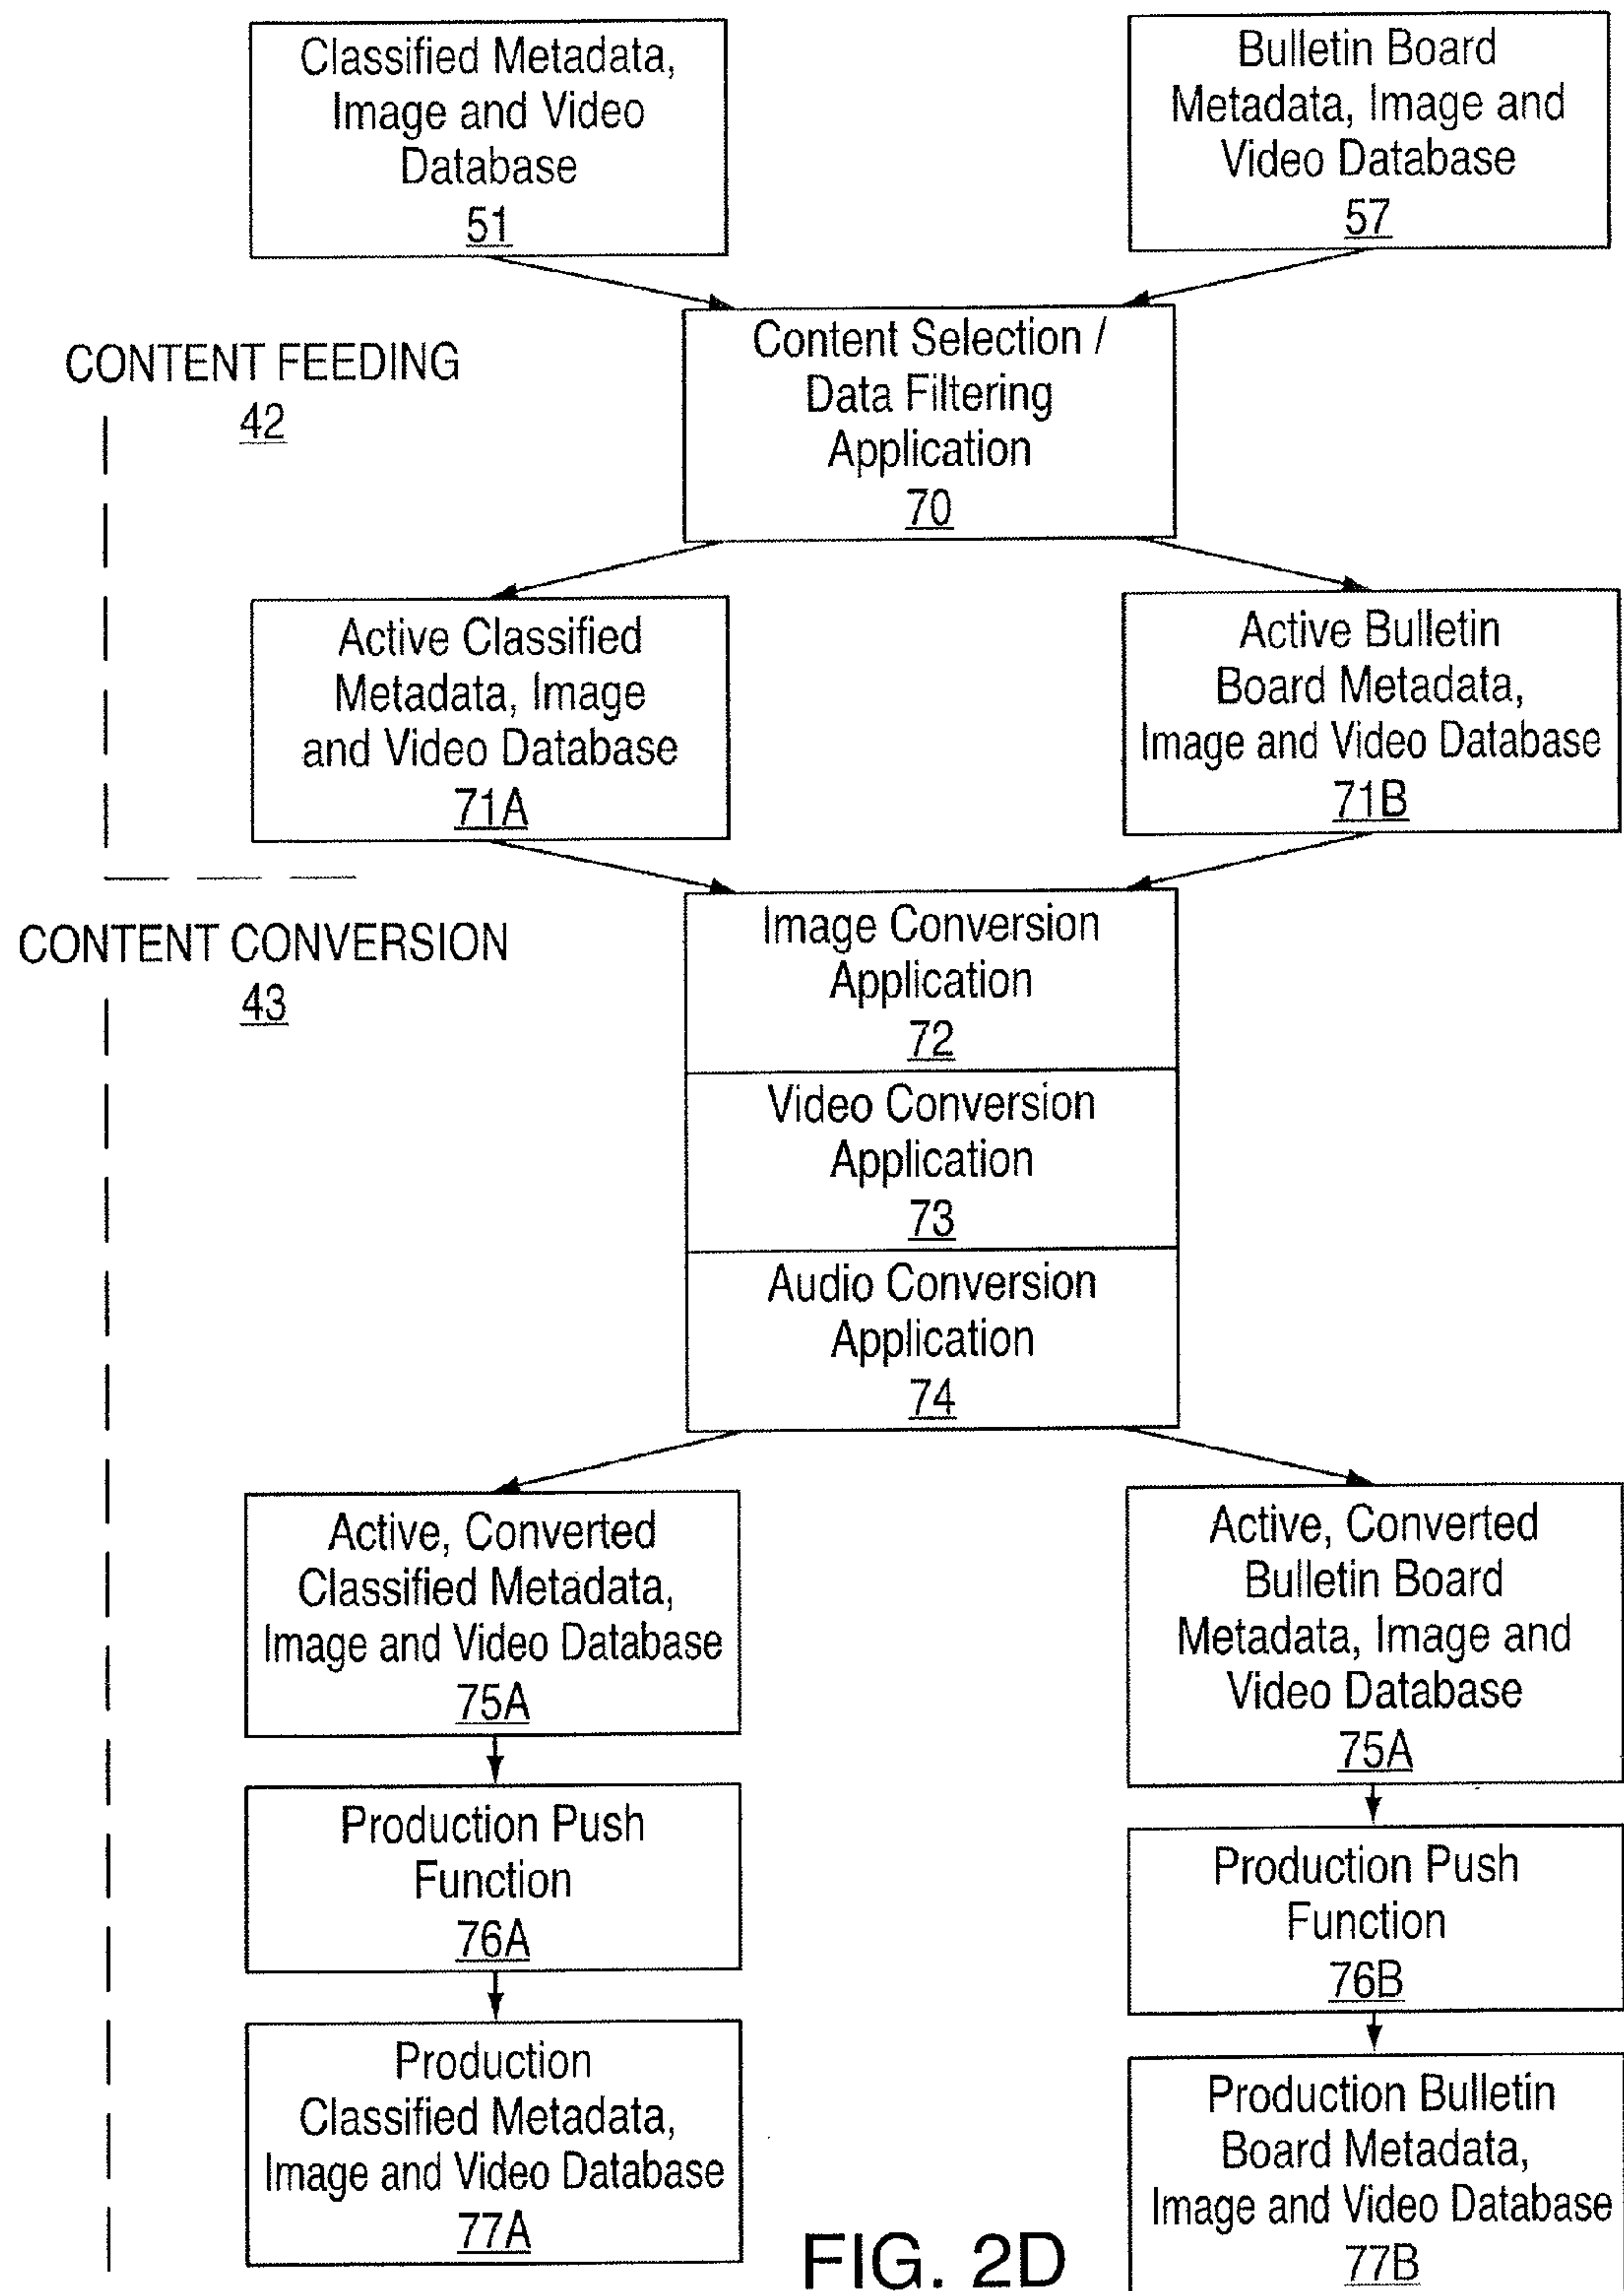 Classified Metadata,
Image and Video
Database
51
Bulletin Board
Metadata, Image and
Video Database
57
CONTENT FEEDING
42
Content Selection /
Data Filtering
Application
70
Active Classified
Metadata, Image
and Video Database
71A
Active Bulletin
Board Metadata,
Image and Video Database
71B
CONTENT CONVERSION
43
Image Conversion
Application
72
Video Conversion
Application
73
Audio Conversion
Application
74
Active, Converted
Classified Metadata,
Image and Video Database
75A
Active, Converted
Bulletin Board
Metadata, Image and
Video Database
75A
Production Push
Function
76A
Production Push
Function
76B
Production
Classified Metadata,
Image and Video Database
77A
Production Bulletin
Board Metadata,
Image and Video Database
77B
FIG. 2D